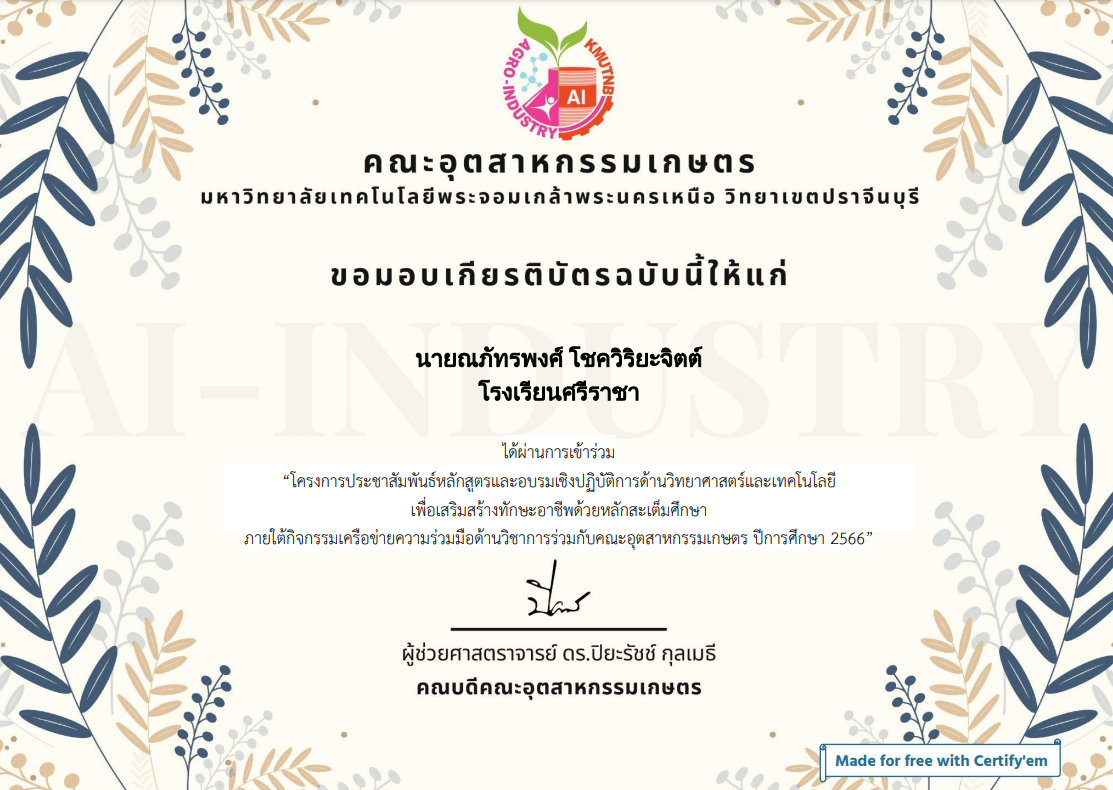 AGRO-INDUSTRY KMUTNB
AI
คณะอุตสาหกรรมเกษตร
มหาวิทยาลัยเทคโนโลยีพระจอมเกล้าพระนครเหนือ วิทยาเขตปราจีนบุรี
ขอมอบเกียรติบัตรฉบับนี้ให้แก่
AI-INDUSTRY
นายณภัทรพงศ์ โชควิริยะจิตต์
โรงเรียนศรีราชา
ได้ผ่านการเข้าร่วม
“โครงการประชาสัมพันธ์หลักสูตรและอบรมเชิงปฏิบัติการด้านวิทยาศาสตร์และเทคโนโลยี
เพื่อเสริมสร้างทักษะอาชีพด้วยหลักสะเต็มศึกษา
ภายใต้กิจกรรมเครือข่ายความร่วมมือด้านวิชาการร่วมกับคณะอุตสาหกรรมเกษตร ปีการศึกษา 2566”
ผู้ช่วยศาสตราจารย์ ดร.ปิยะรัชช์ กุลเมธี
คณบดีคณะอุตสาหกรรมเกษตร
Made for free with Certify'em